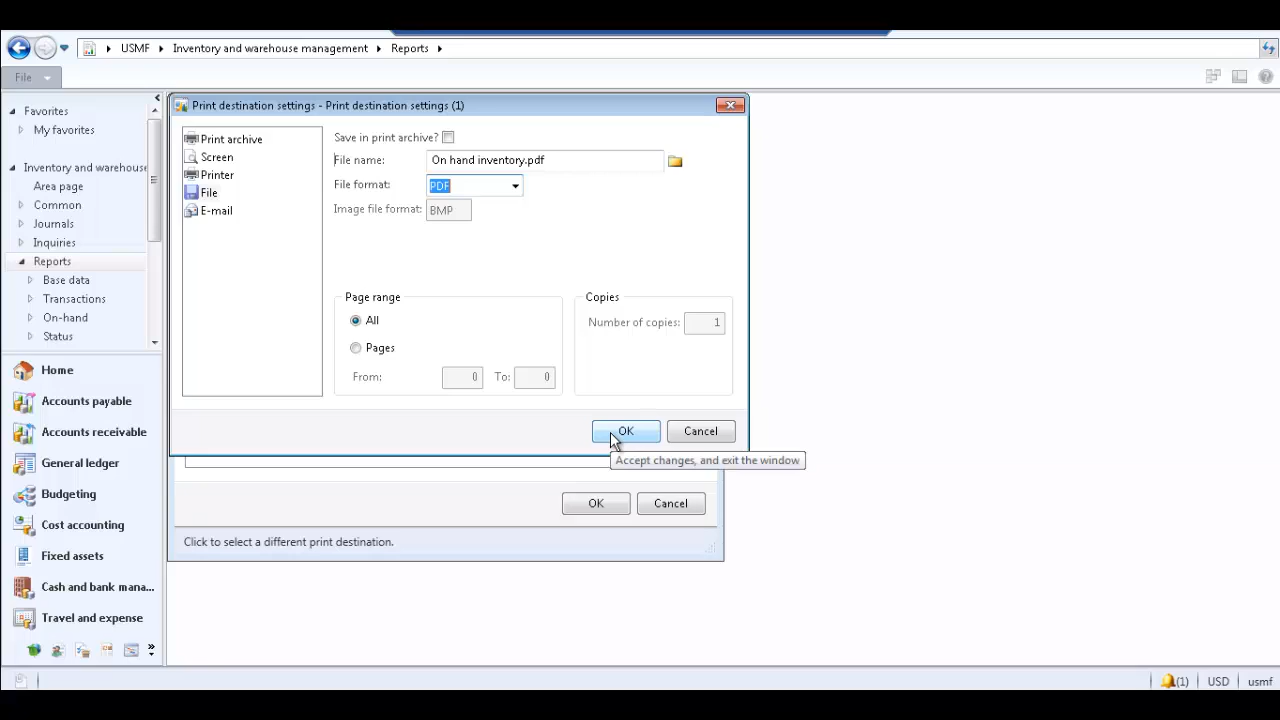 USMF Inventory and warehouse management Reports
File
Print destination settings - Print destination settings (1)
Favorites
My favorites
Inventory and warehouse
Area page
Common
Journals
Inquiries
Reports
Base data
Transactions
On-hand
Status
Home
Accounts payable
Accounts receivable
General ledger
Budgeting
Cost accounting
Fixed assets
Cash and bank mana...
Travel and expense
Print archive
Screen
Printer
File
E-mail
Save in print archive?
File name: On hand inventory.pdf
File format: PDF
Image file format: BMP
Page range
All
Pages
From: 0 To: 0
Copies
Number of copies: 1
OK Cancel
Accept changes, and exit the window
OK Cancel
Click to select a different print destination.
(1) USD usmf